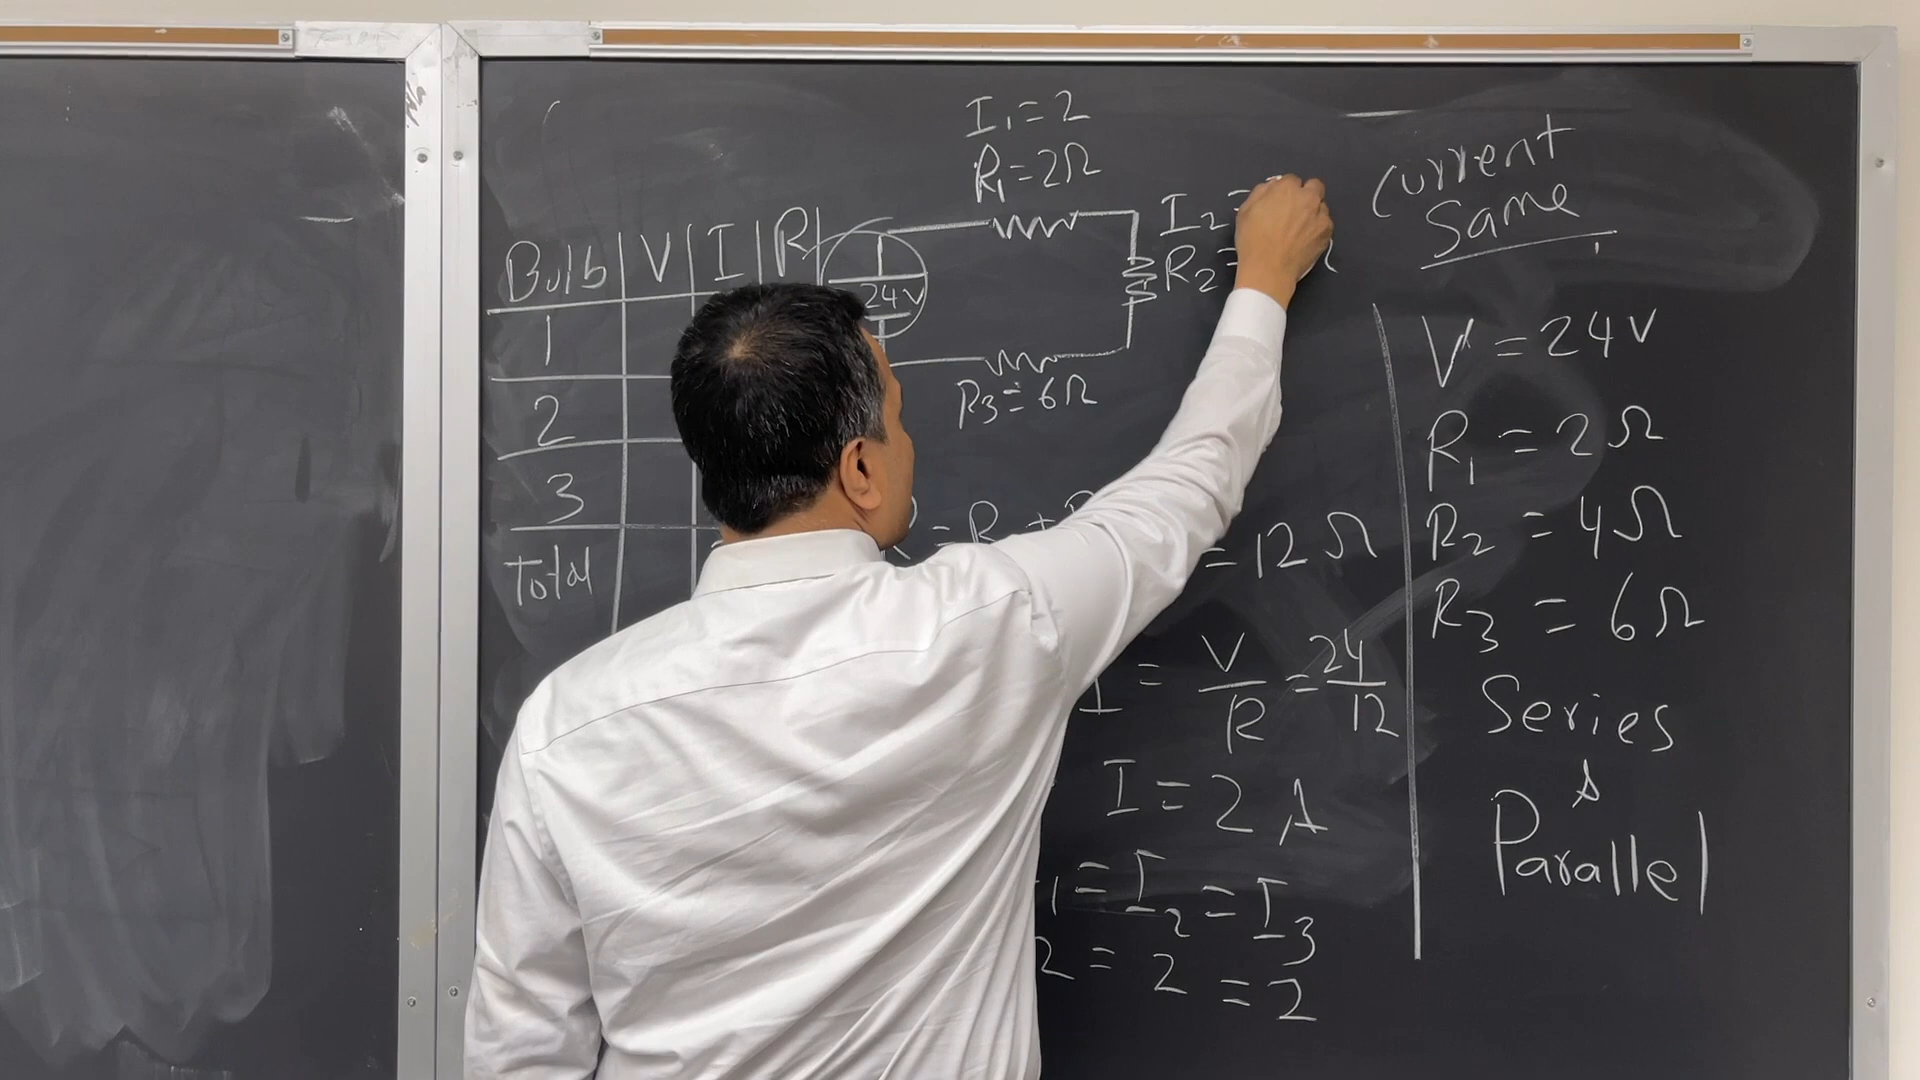 I₁ = 2
R₁ = 2Ω
Current
Same
I₂ =
R₂ = Ω
Bulb V I R
24V
1
2
3
Total
R₃ = 6Ω
V = 24V
R₁ = 2Ω
R₂ = 4Ω
R₃ = 6Ω
Series
&
Parallel
R = R + R = 12 Ω
I = V/R = 24/12
I = 2 A
= I₂ = I₃
2 = 2 = 2